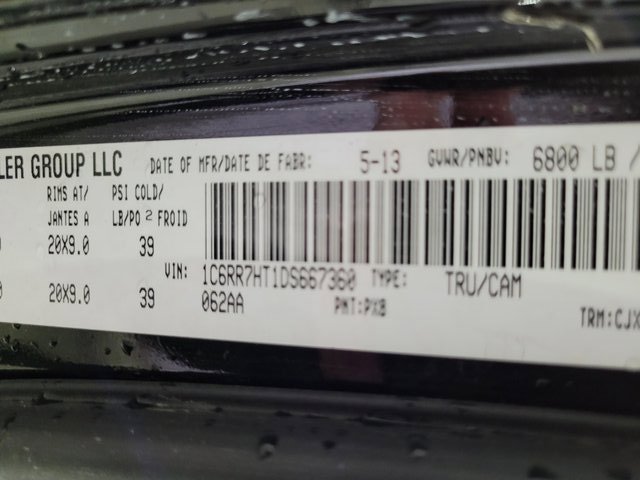 LER GROUP LLC DATE OF MFR/DATE DE FABR: 5-13 GVWR/PNBV: 6800 LB /
RIMS AT/ PSI COLD/
JANTES A LB/PO 2 FROID
20X9.0 39
VIN: 1C6RR7HT1DS667360 TYPE: TRU/CAM
20X9.0 39 062AA PNT:PXB TRM:CJX